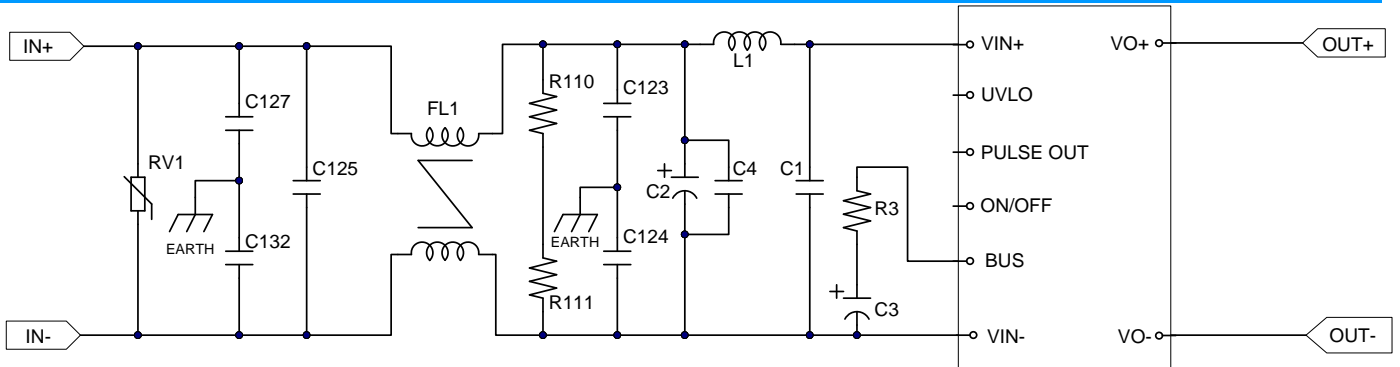 IN+
VIN+
VO+
OUT+
L1
R110
C123
C127
FL1
UVLO
PULSE OUT
RV1
C125
C4
C1
+
C2
R3
ON/OFF
EARTH
C132
EARTH
C124
BUS
R111
+
C3
IN-
VIN-
VO-
OUT-